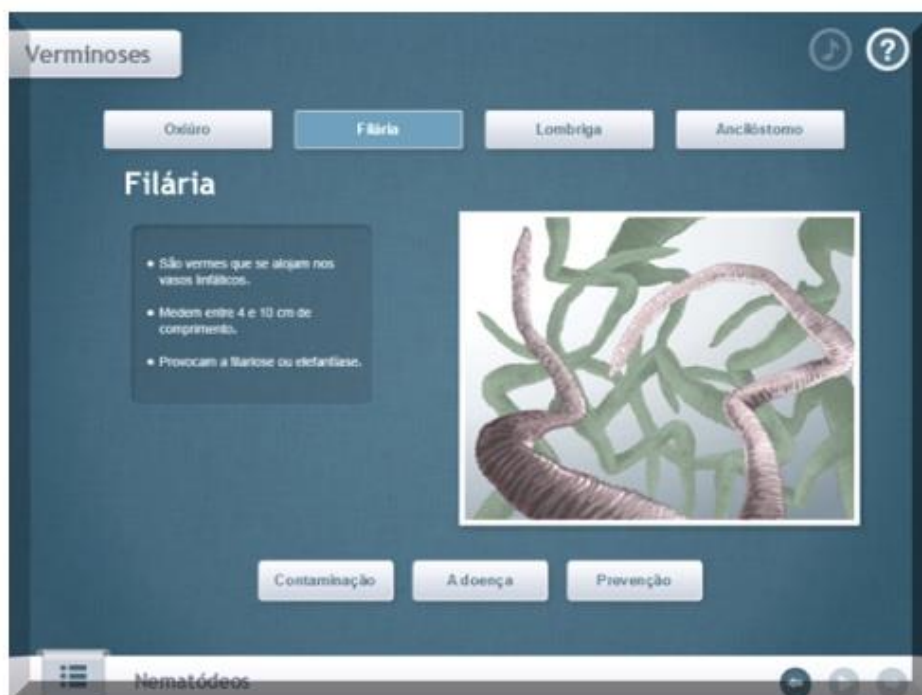 Verminoses
?
Oxiúro
Filária
Lombriga
Ancilóstomo
Filária
• São vermes que se alojam nos
vasos linfáticos.
• Medem entre 4 e 10 cm de
comprimento.
• Provocam a filariose ou elefantíase.
Contaminação
A doença
Prevenção
Nematódeos